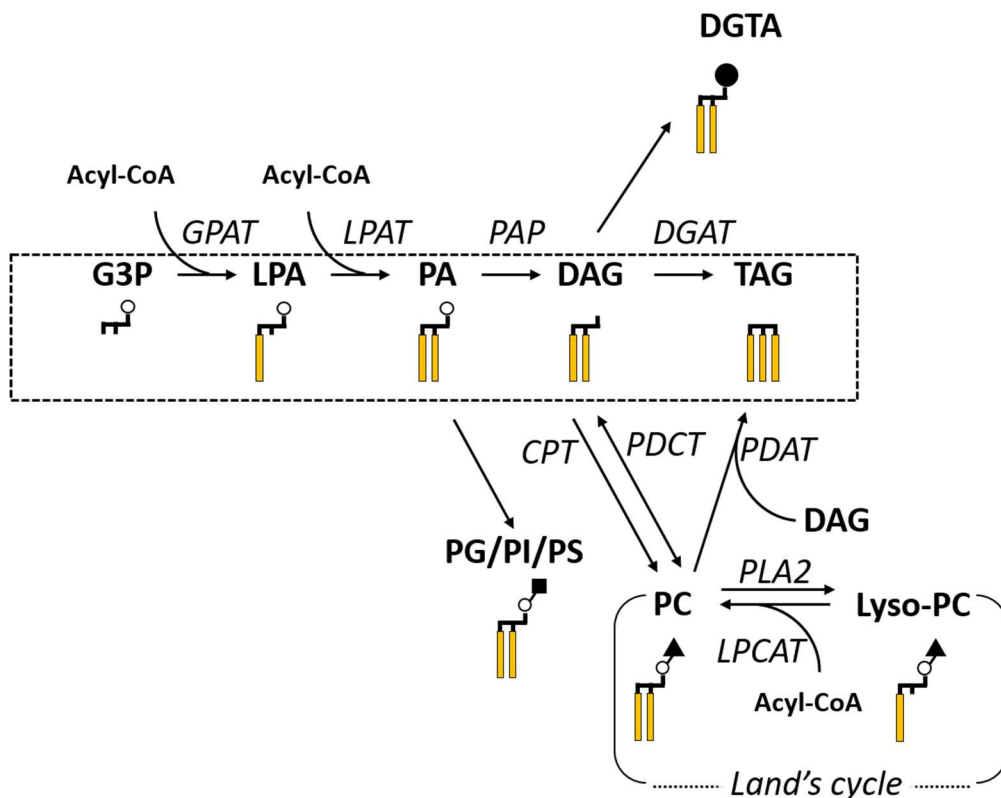 DGTA
Acyl-CoA
Acyl-CoA
GPAT
LPAT
PAP
DGAT
G3P
LPA
PA
DAG
TAG
CPT
PDCT
PDAT
DAG
PG/PI/PS
PLA2
PC
Lyso-PC
LPCAT
Acyl-CoA
Land's cycle